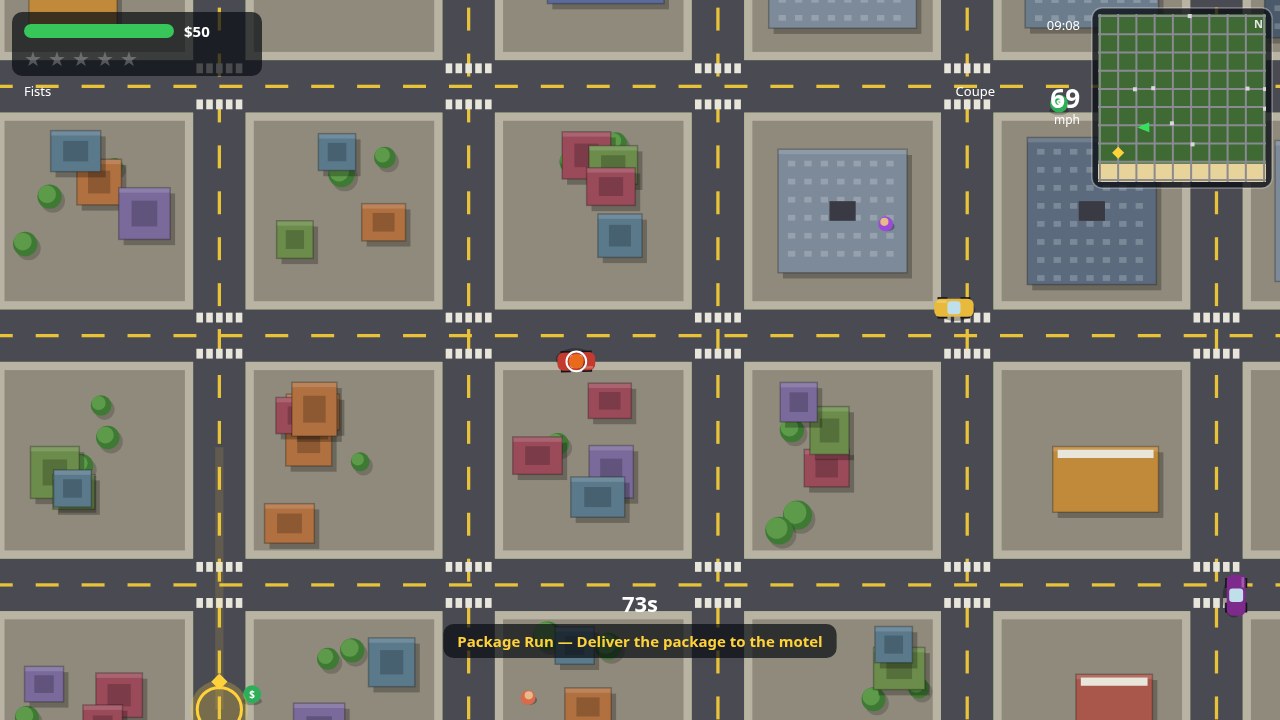 $50
Fists
09:08
N
Coupe
69
mph
73s
Package Run — Deliver the package to the motel
$